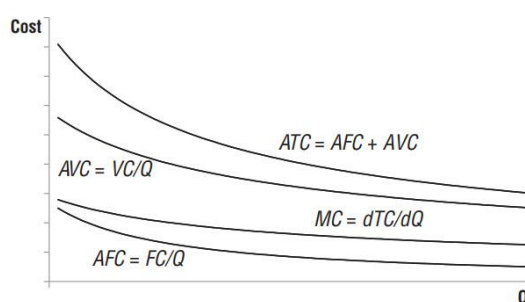 Cost
ATC = AFC + AVC
AVC = VC/Q
MC = dTC/dQ
AFC = FC/Q